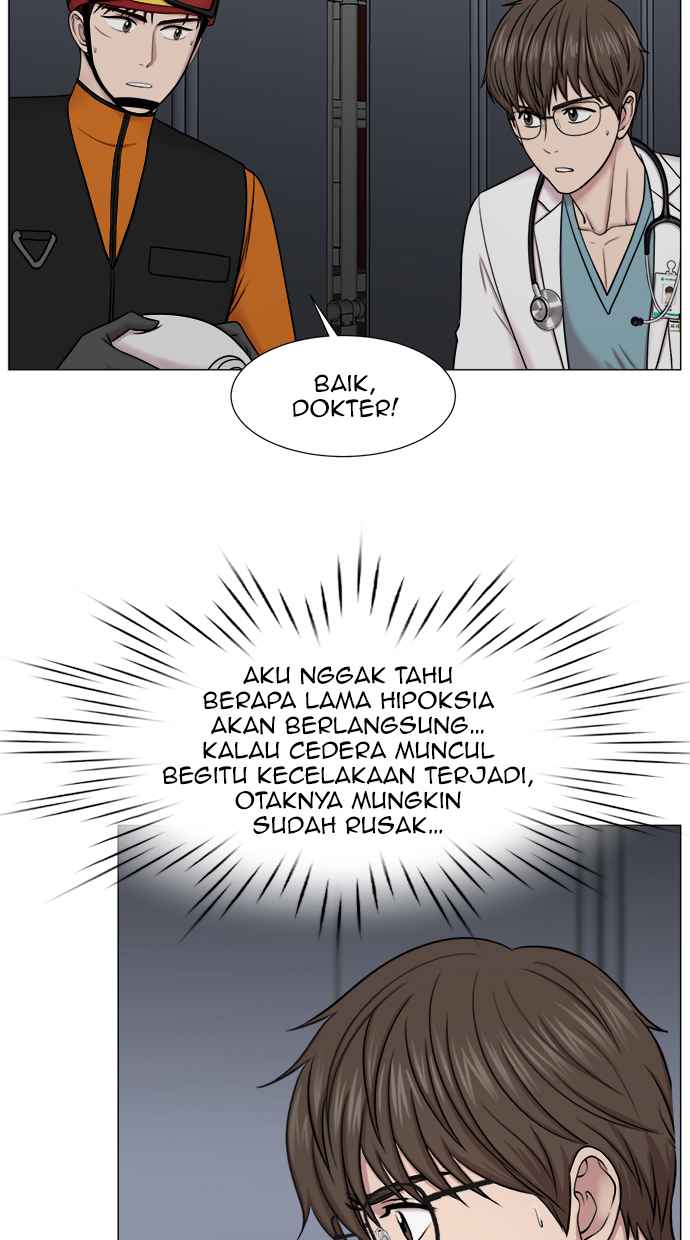 BAIK,
DOKTER!
AKU NGGAK TAHU
BERAPA LAMA HIPOKSIA
AKAN BERLANGSUNG...
KALAU CEDERA MUNCUL
BEGITU KECELAKAAN TERJADI,
OTAKNYA MUNGKIN
SUDAH RUSAK...